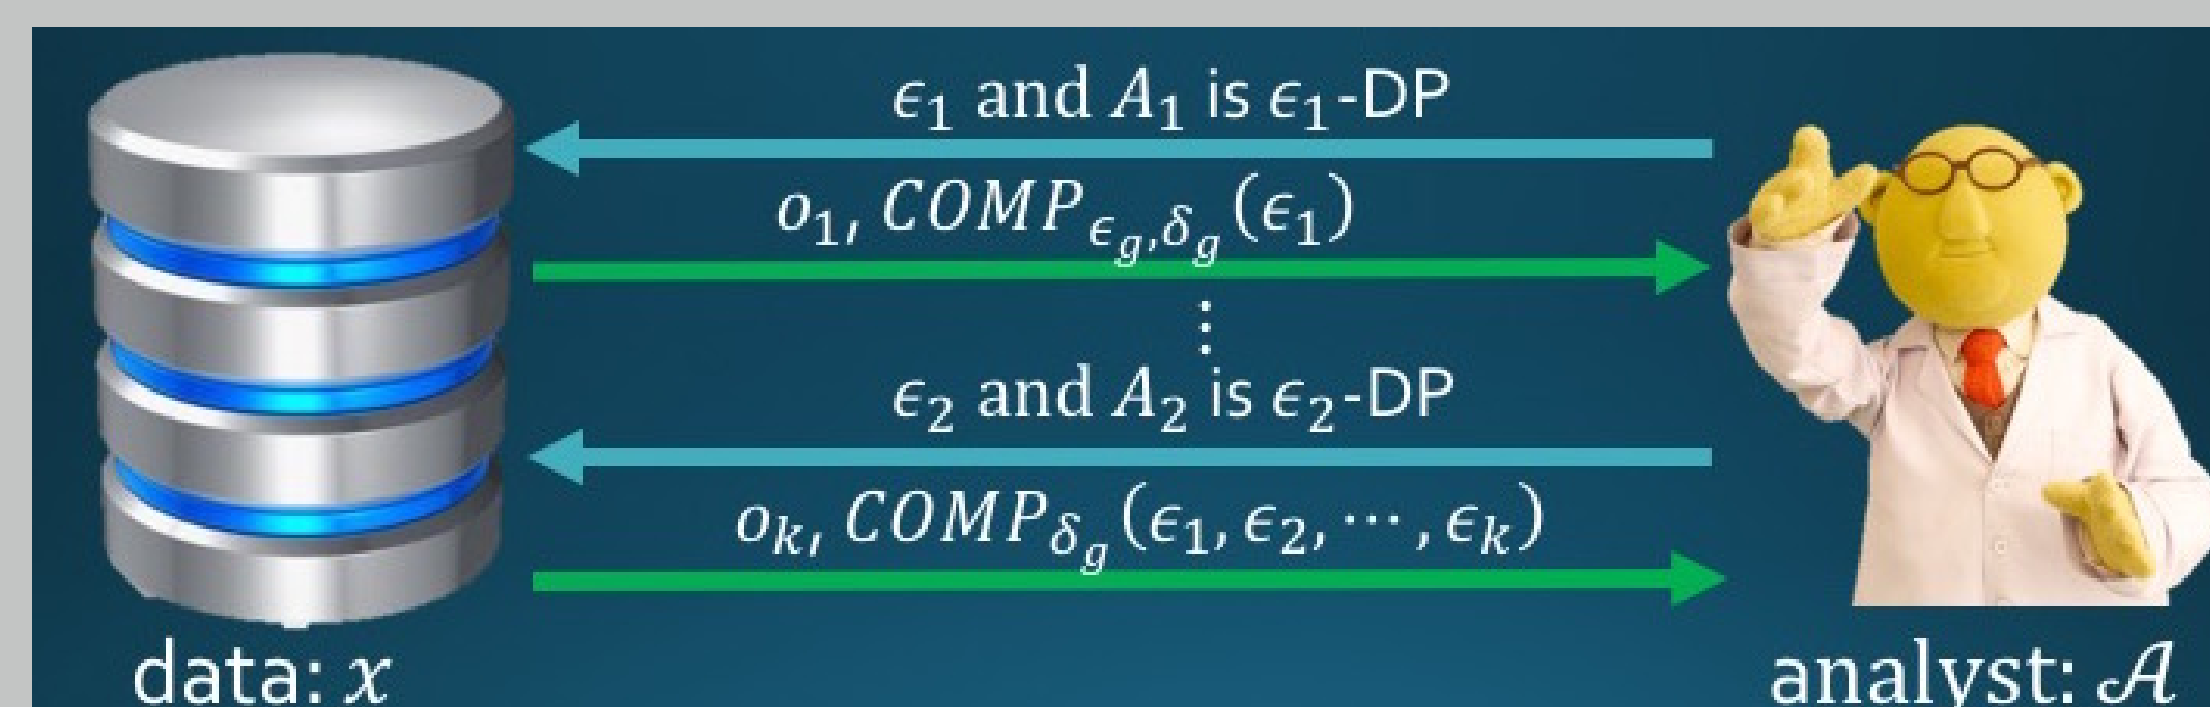 ϵ₁ and A₁ is ϵ₁-DP
o₁, COMP_{ϵ_g,δ_g}(ϵ₁)
⋮
ϵ₂ and A₂ is ϵ₂-DP
o_k, COMP_{δ_g}(ϵ₁, ϵ₂, ⋯ , ϵ_k)
data: x
analyst: 𝒜